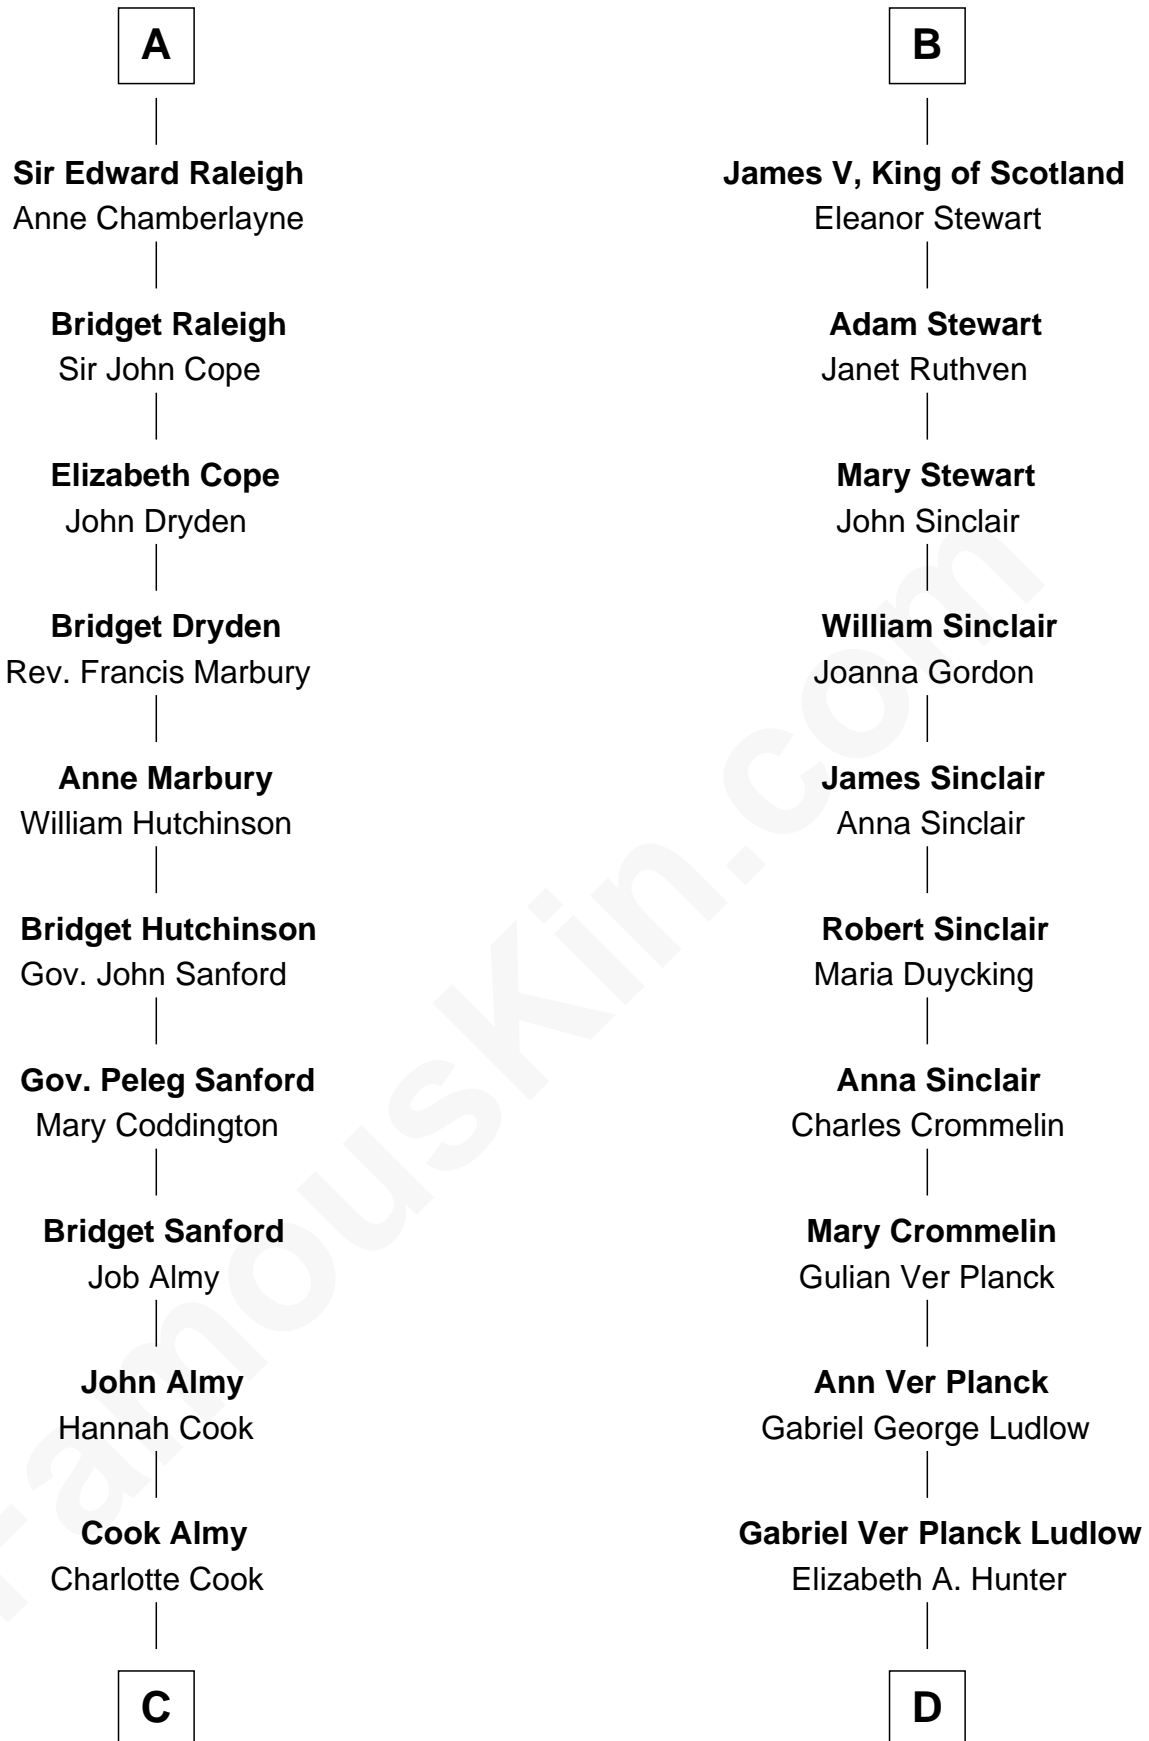 A
Sir Edward Raleigh
Anne Chamberlayne
Bridget Raleigh
Sir John Cope
Elizabeth Cope
John Dryden
Bridget Dryden
Rev. Francis Marbury
Anne Marbury
William Hutchinson
Bridget Hutchinson
Gov. John Sanford
Gov. Peleg Sanford
Mary Coddington
Bridget Sanford
Job Almy
John Almy
Hannah Cook
Cook Almy
Charlotte Cook
C
B
James V, King of Scotland
Eleanor Stewart
Adam Stewart
Janet Ruthven
Mary Stewart
John Sinclair
William Sinclair
Joanna Gordon
James Sinclair
Anna Sinclair
Robert Sinclair
Maria Duycking
Anna Sinclair
Charles Crommelin
Mary Crommelin
Gulian Ver Planck
Ann Ver Planck
Gabriel George Ludlow
Gabriel Ver Planck Ludlow
Elizabeth A. Hunter
D
FamousKin.com